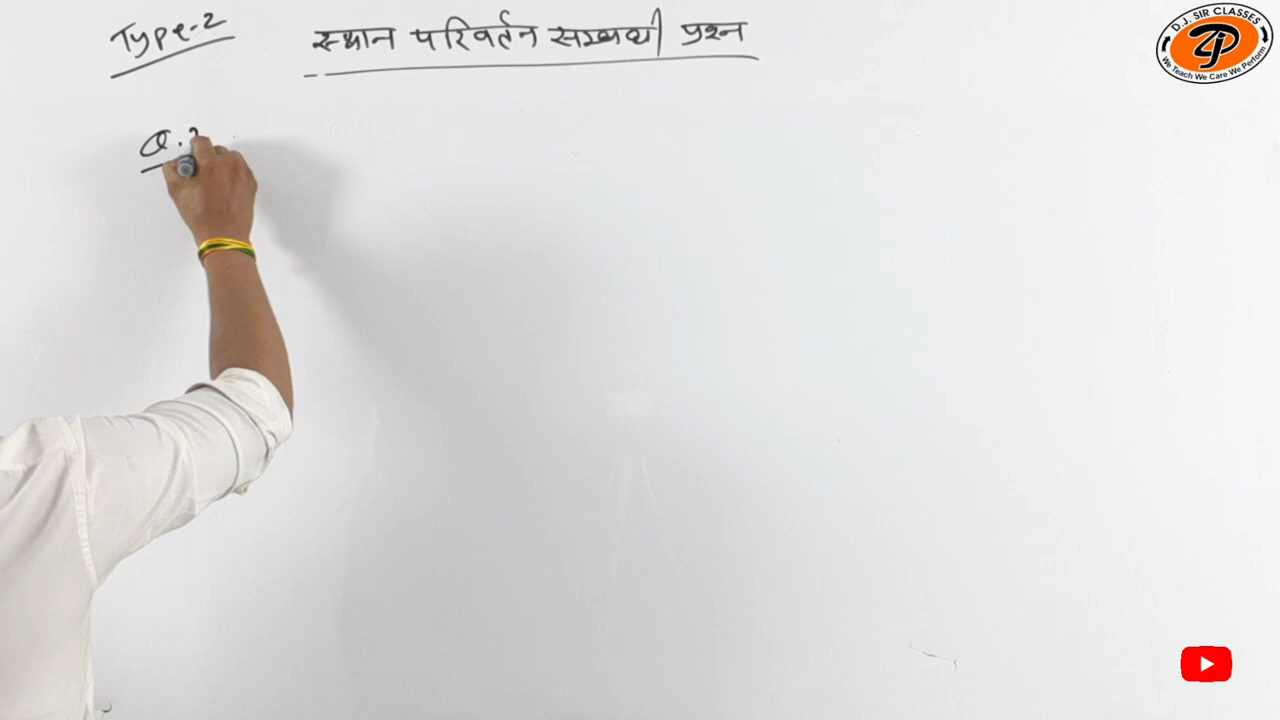 Type-2 स्थान परिवर्तन सम्बन्धी प्रश्न
Q.
D.J. SIR CLASSES
We Teach We Care We Perform